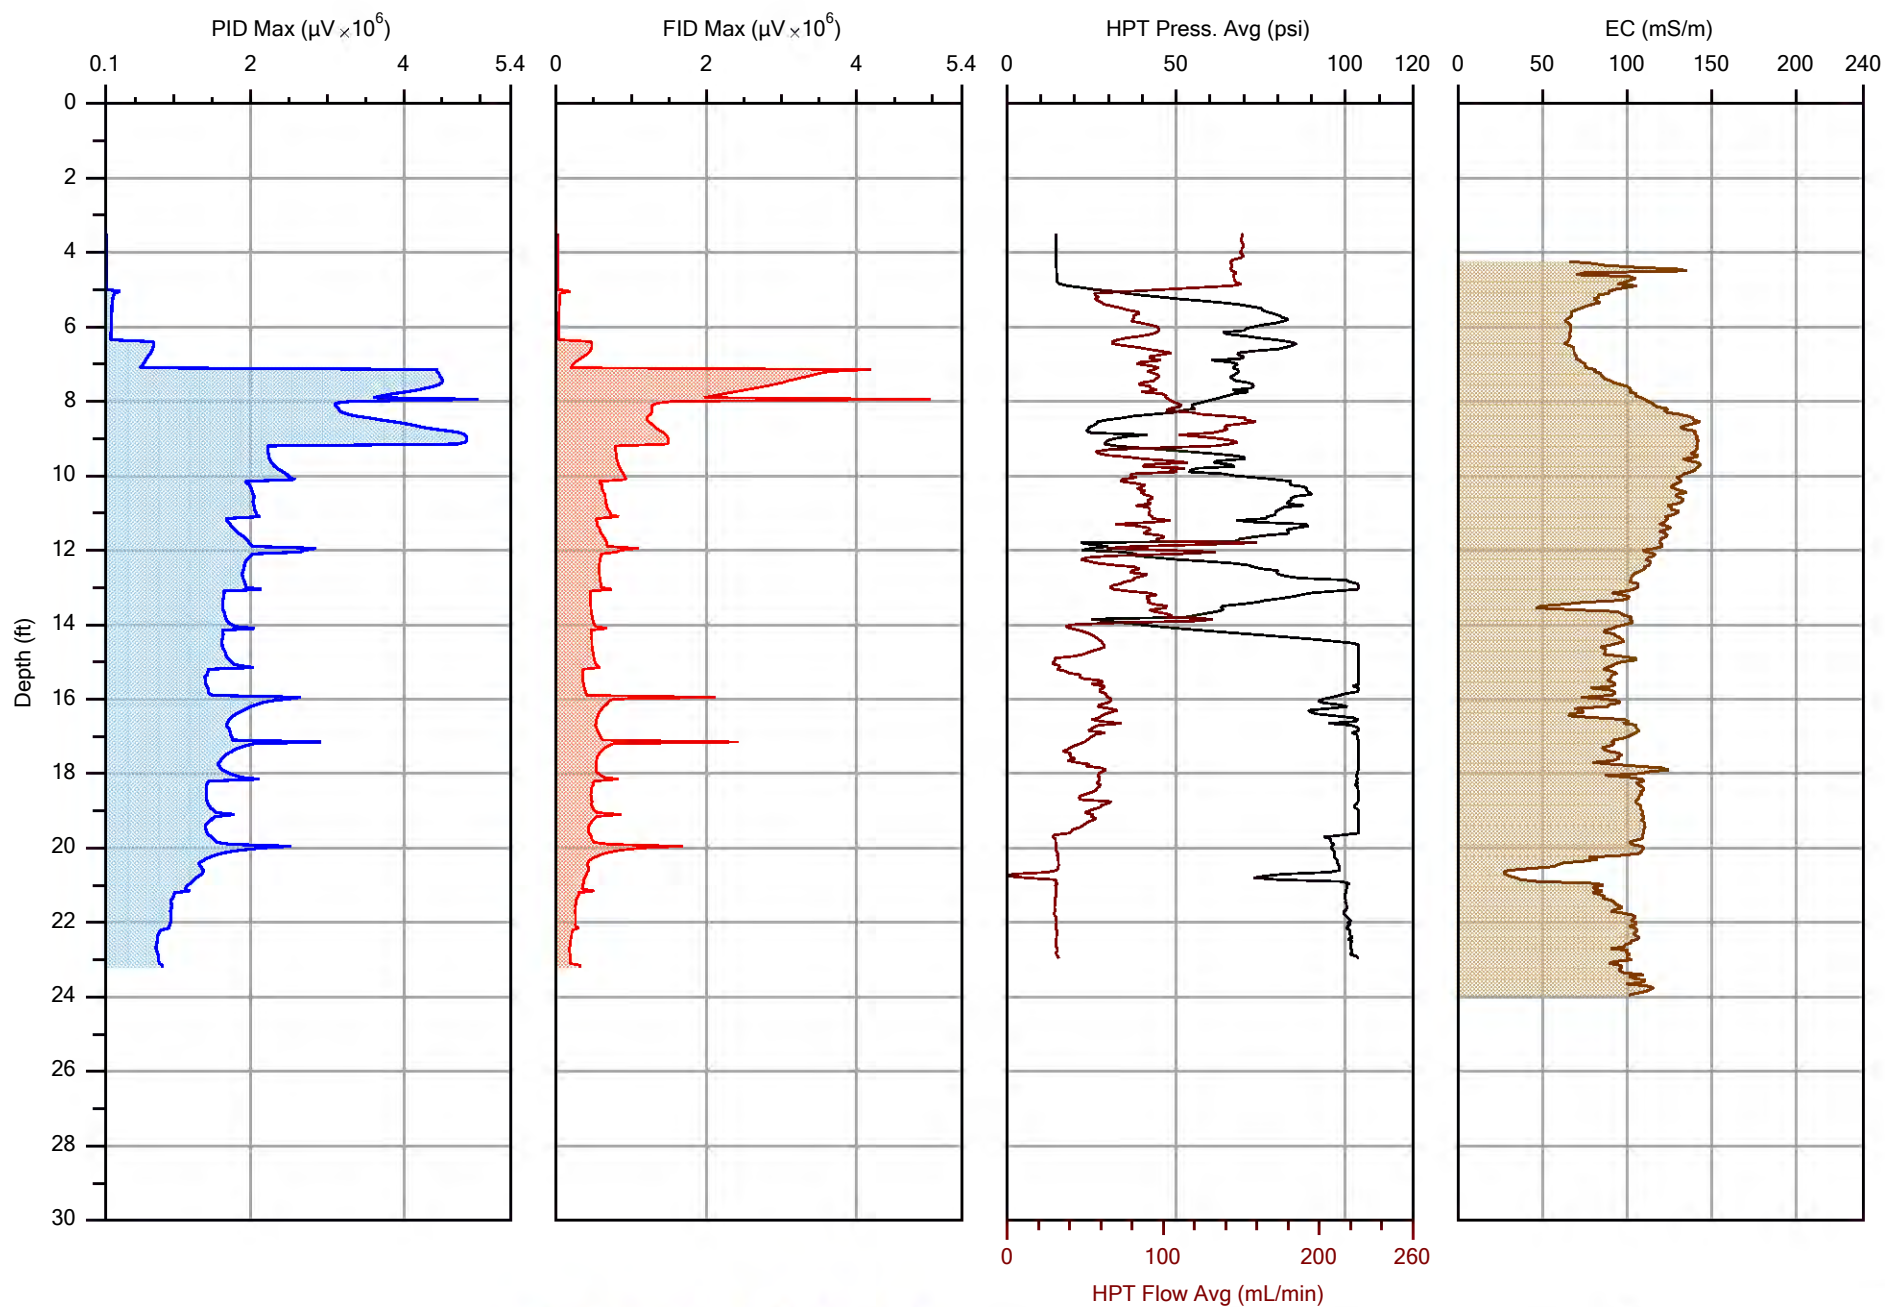 PID Max (µV ×10⁶)
FID Max (µV ×10⁶)
HPT Press. Avg (psi)
EC (mS/m)
0.1 2 4 5.4
0 2 4 5.4
0 50 100 120
0 50 100 150 200 240
Depth (ft)
0
2
4
6
8
10
12
14
16
18
20
22
24
26
28
30
0 100 200 260
HPT Flow Avg (mL/min)